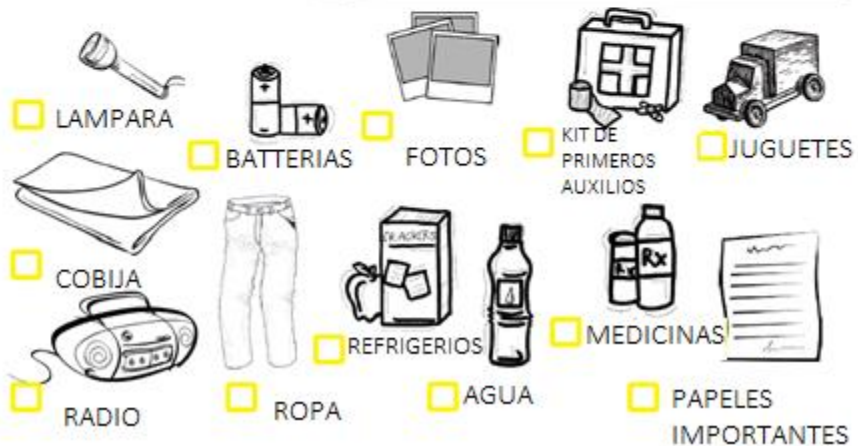 LAMPARA
BATTERIAS
FOTOS
KIT DE
PRIMEROS
AUXILIOS
JUGUETES
COBIJA
CRACKERS
REFRIGERIOS
Rx
Rx
MEDICINAS
RADIO
ROPA
AGUA
PAPELES
IMPORTANTES